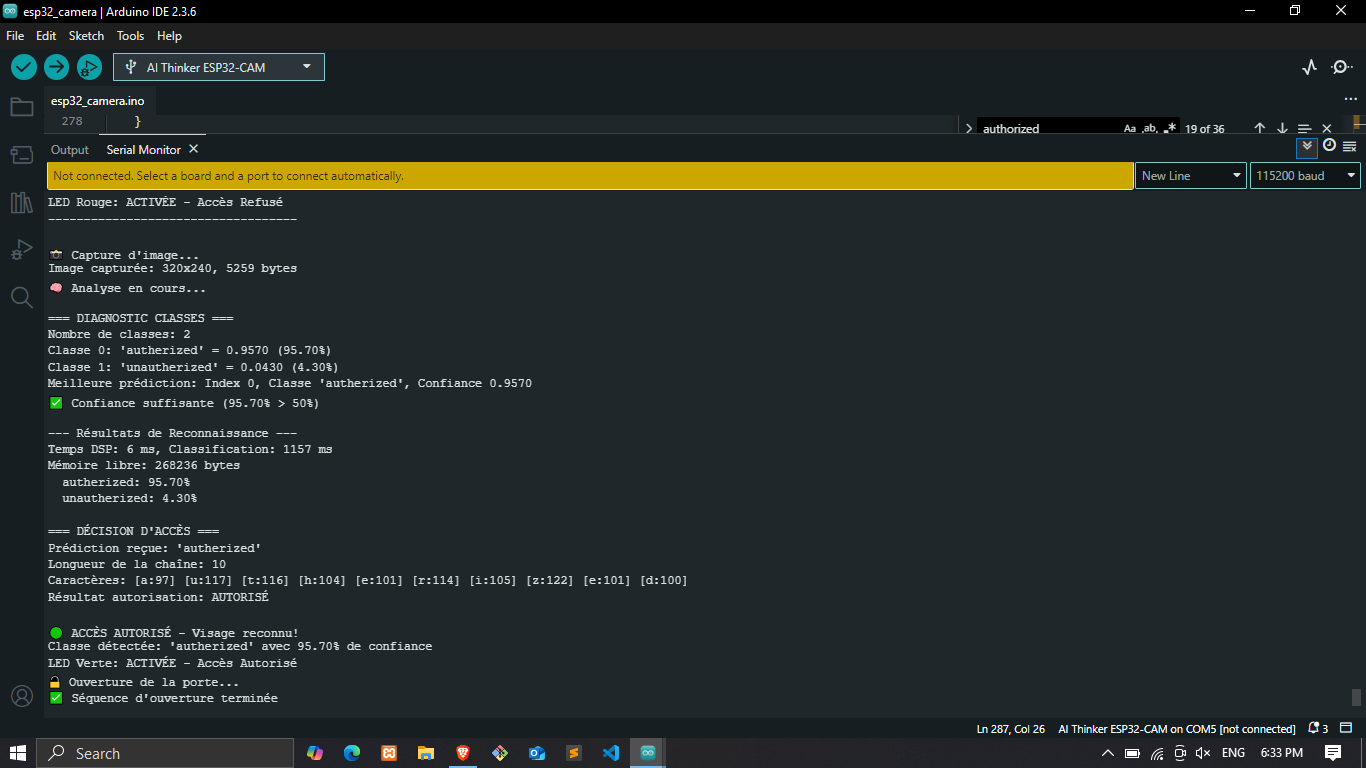 esp32_camera | Arduino IDE 2.3.6
File Edit Sketch Tools Help
AI Thinker ESP32-CAM
esp32_camera.ino
278 }
authorized Aa ab 19 of 36
Output Serial Monitor
Not connected. Select a board and a port to connect automatically. New Line 115200 baud
LED Rouge: ACTIVÉE - Accès Refusé
-----------------------------------
📷 Capture d'image...
Image capturée: 320x240, 5259 bytes
🧠 Analyse en cours...
=== DIAGNOSTIC CLASSES ===
Nombre de classes: 2
Classe 0: 'autherized' = 0.9570 (95.70%)
Classe 1: 'unautherized' = 0.0430 (4.30%)
Meilleure prédiction: Index 0, Classe 'autherized', Confiance 0.9570
✅ Confiance suffisante (95.70% > 50%)
--- Résultats de Reconnaissance ---
Temps DSP: 6 ms, Classification: 1157 ms
Mémoire libre: 268236 bytes
autherized: 95.70%
unautherized: 4.30%
=== DÉCISION D'ACCÈS ===
Prédiction reçue: 'autherized'
Longueur de la chaîne: 10
Caractères: [a:97] [u:117] [t:116] [h:104] [e:101] [r:114] [i:105] [z:122] [e:101] [d:100]
Résultat autorisation: AUTORISÉ
🟢 ACCÈS AUTORISÉ - Visage reconnu!
Classe détectée: 'autherized' avec 95.70% de confiance
LED Verte: ACTIVÉE - Accès Autorisé
🔓 Ouverture de la porte...
✅ Séquence d'ouverture terminée
Ln 287, Col 26 AI Thinker ESP32-CAM on COM5 [not connected] 3
Search ENG 6:33 PM